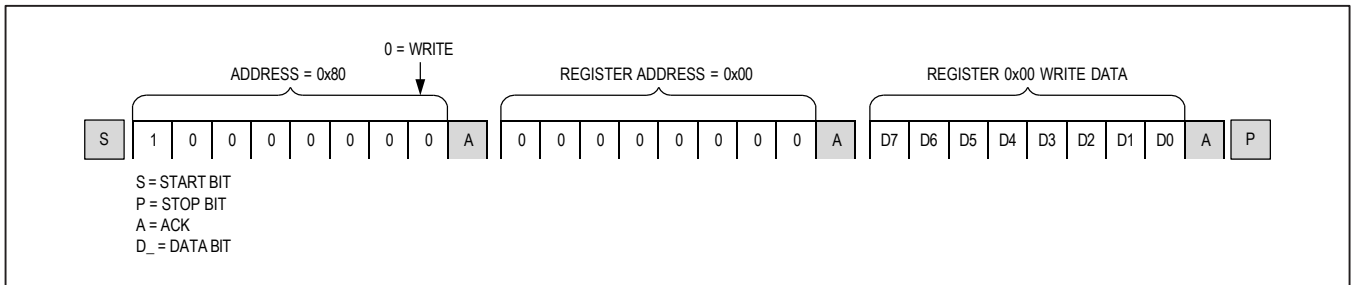 0 = WRITE
ADDRESS = 0x80 REGISTER ADDRESS = 0x00 REGISTER 0x00 WRITE DATA
S 1 0 0 0 0 0 0 0 A 0 0 0 0 0 0 0 0 A D7 D6 D5 D4 D3 D2 D1 D0 A P
S = START BIT
P = STOP BIT
A = ACK
D_ = DATA BIT